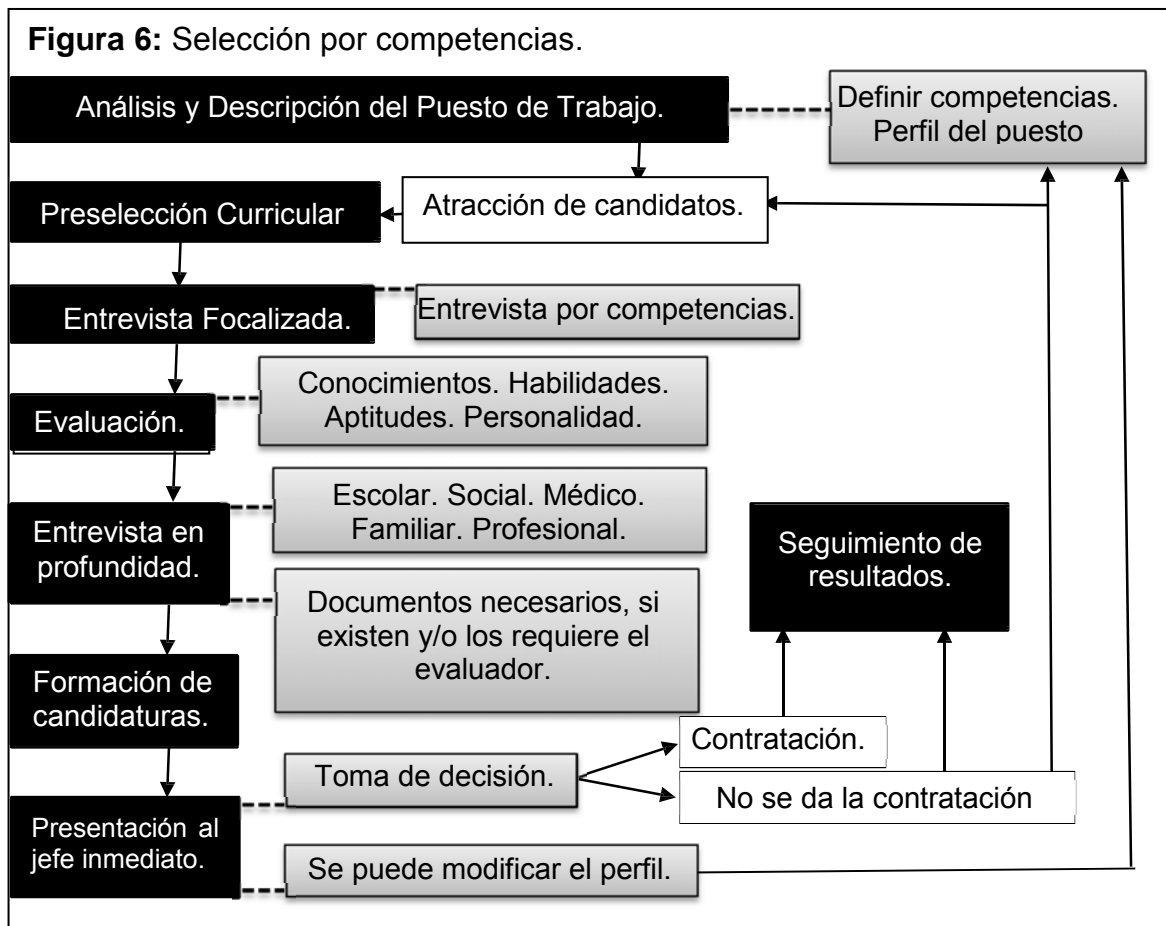 Figura 6: Selección por competencias.
Análisis y Descripción del Puesto de Trabajo.
Definir competencias.
Perfil del puesto
Preselección Curricular
Atracción de candidatos.
Entrevista Focalizada.
Entrevista por competencias.
Evaluación.
Conocimientos. Habilidades.
Aptitudes. Personalidad.
Entrevista en
profundidad.
Escolar. Social. Médico.
Familiar. Profesional.
Documentos necesarios, si
existen y/o los requiere el
evaluador.
Seguimiento de
resultados.
Formación de
candidaturas.
Contratación.
Toma de decisión.
No se da la contratación
Presentación al
jefe inmediato.
Se puede modificar el perfil.